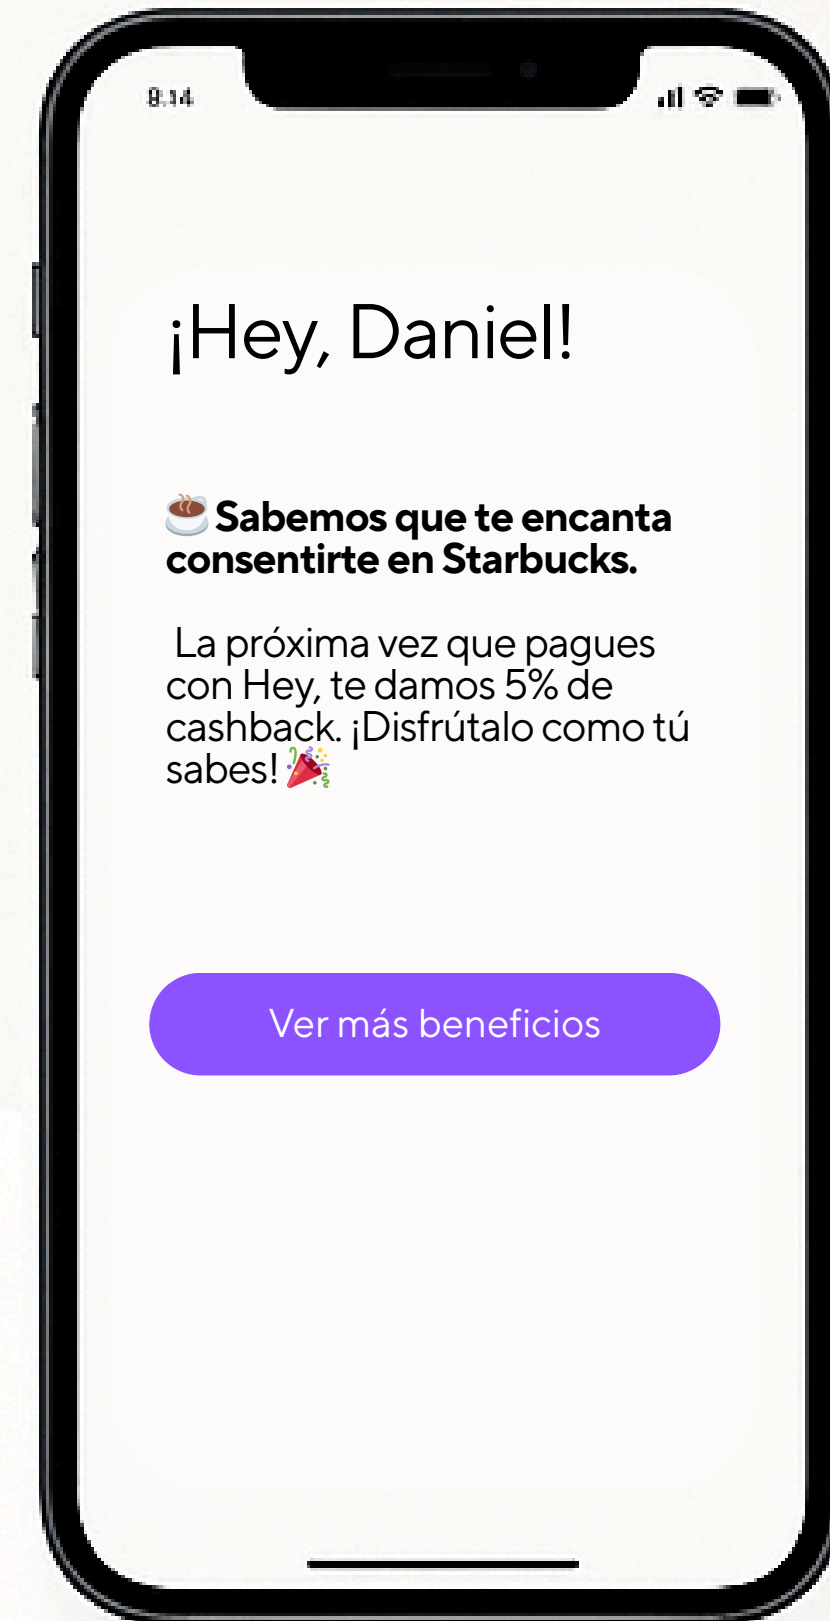 8:14
¡Hey, Daniel!
☕ Sabemos que te encanta
consentirte en Starbucks.
La próxima vez que pagues
con Hey, te damos 5% de
cashback. ¡Disfrútalo como tú
sabes! 🎉
Ver más beneficios